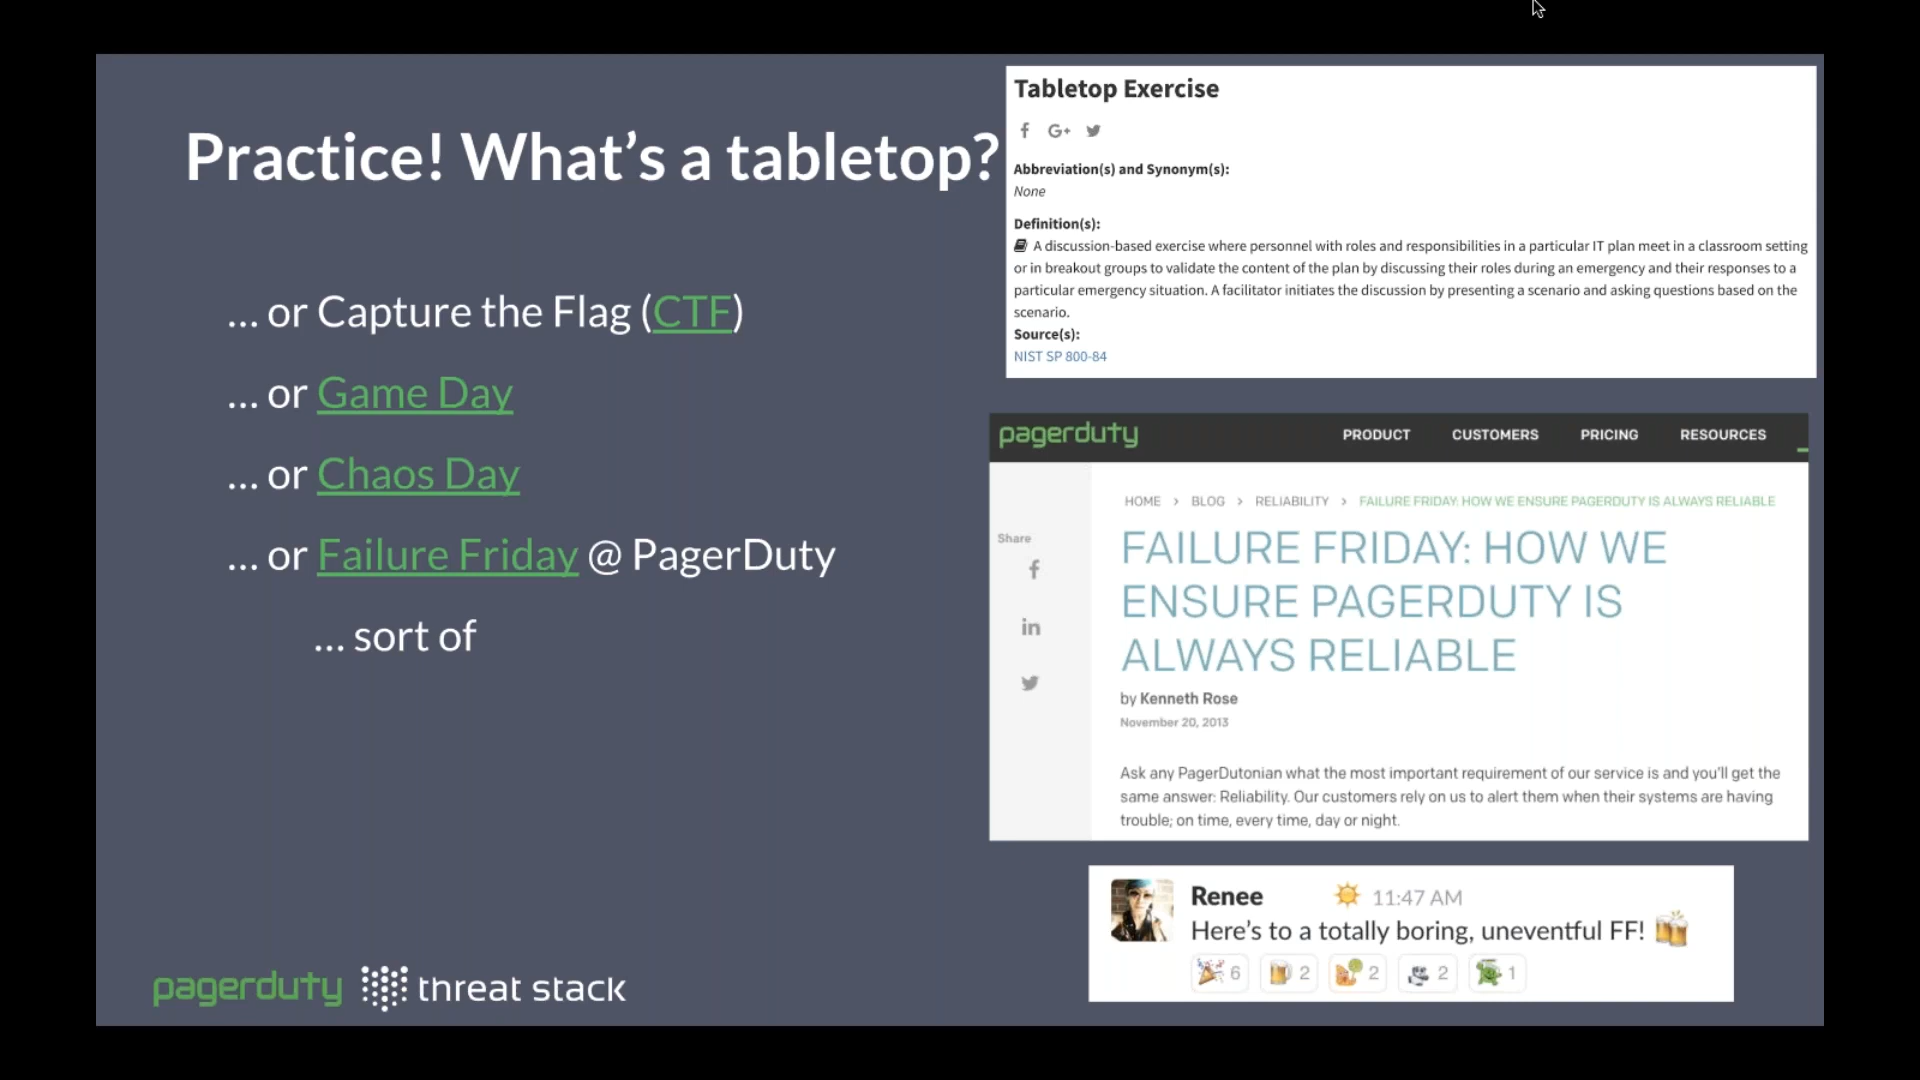 Practice! What’s a tabletop?
... or Capture the Flag (CTF)
... or Game Day
... or Chaos Day
... or Failure Friday @ PagerDuty
... sort of
pagerduty threat stack
Tabletop Exercise
G+
Abbreviation(s) and Synonym(s):
None
Definition(s):
A discussion-based exercise where personnel with roles and responsibilities in a particular IT plan meet in a classroom setting
or in breakout groups to validate the content of the plan by discussing their roles during an emergency and their responses to a
particular emergency situation. A facilitator initiates the discussion by presenting a scenario and asking questions based on the
scenario.
Source(s):
NIST SP 800-84
pagerduty PRODUCT CUSTOMERS PRICING RESOURCES
HOME > BLOG > RELIABILITY > FAILURE FRIDAY: HOW WE ENSURE PAGERDUTY IS ALWAYS RELIABLE
Share
FAILURE FRIDAY: HOW WE
ENSURE PAGERDUTY IS
ALWAYS RELIABLE
by Kenneth Rose
November 20, 2013
Ask any PagerDutonian what the most important requirement of our service is and you'll get the
same answer: Reliability. Our customers rely on us to alert them when their systems are having
trouble; on time, every time, day or night.
Renee 11:47 AM
Here’s to a totally boring, uneventful FF!
6 2 2 2 1